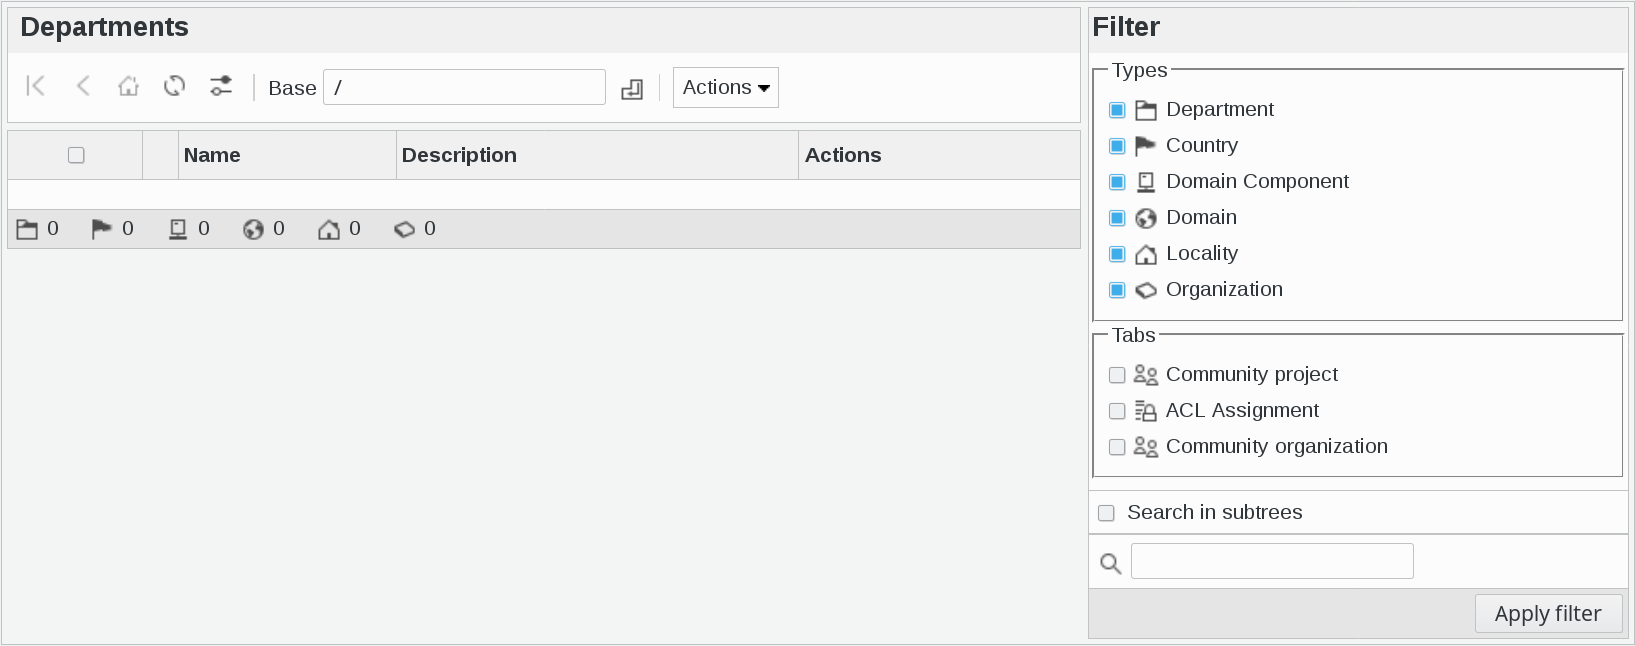 Departments
Base / Actions
Name Description Actions
0 0 0 0 0 0
Filter
Types
Department
Country
Domain Component
Domain
Locality
Organization
Tabs
Community project
ACL Assignment
Community organization
Search in subtrees
Apply filter